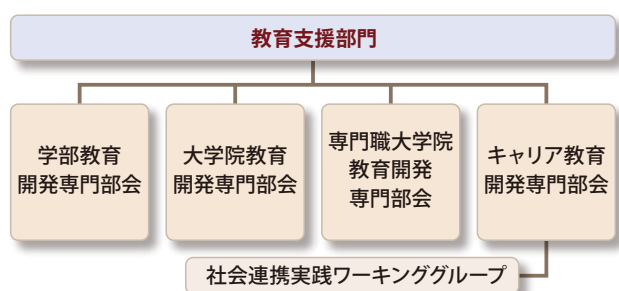 教育支援部門
学部教育
開発専門部会
大学院教育
開発専門部会
専門職大学院
教育開発
専門部会
キャリア教育
開発専門部会
社会連携実践ワーキンググループ